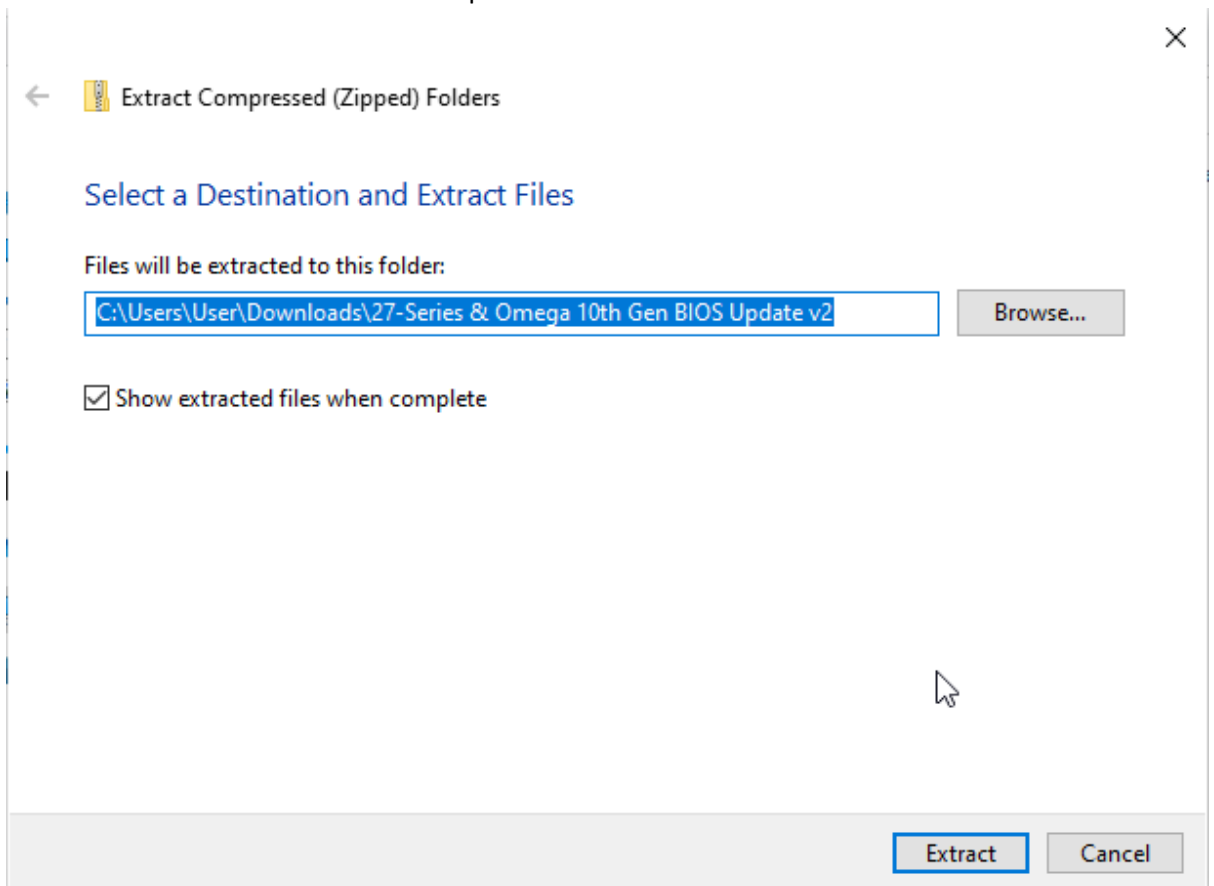 Extract Compressed (Zipped) Folders
Select a Destination and Extract Files
Files will be extracted to this folder:
C:\Users\User\Downloads\27-Series & Omega 10th Gen BIOS Update v2
Browse...
Show extracted files when complete
Extract
Cancel